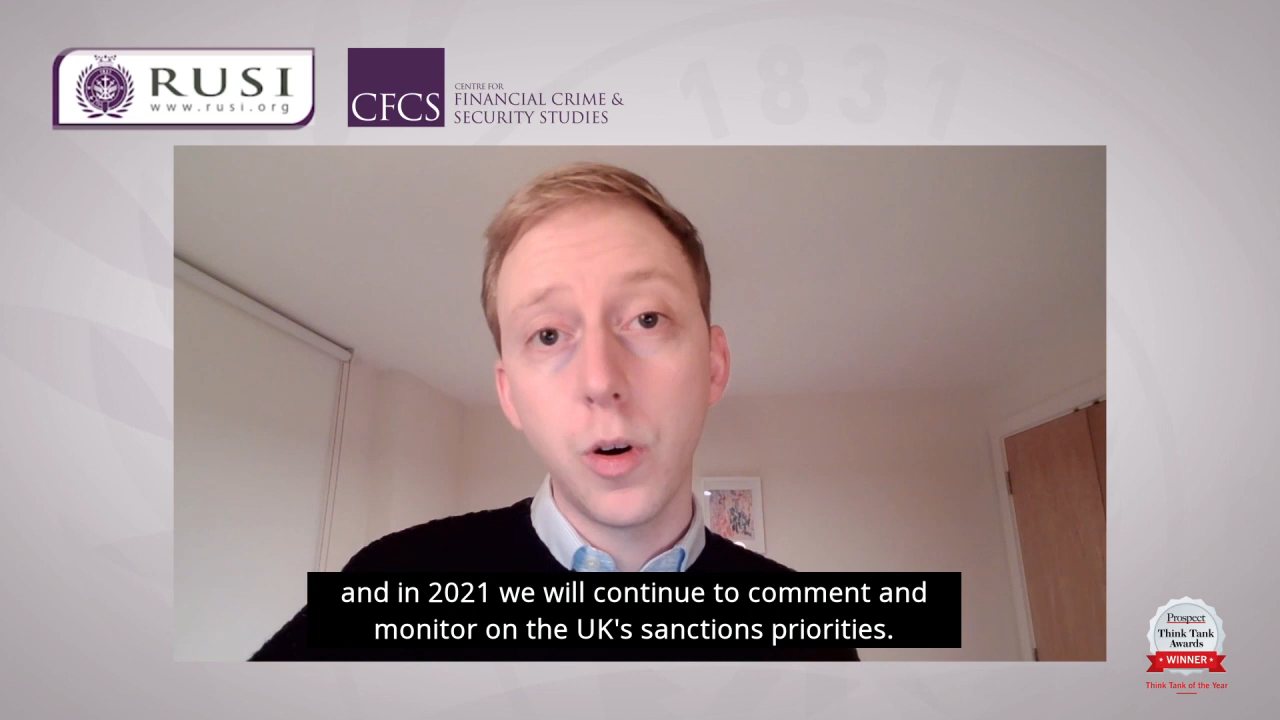 RUSI
www.rusi.org
CFCS
CENTRE FOR
FINANCIAL CRIME &
SECURITY STUDIES
1831
and in 2021 we will continue to comment and
monitor on the UK's sanctions priorities.
Prospect
Think Tank
Awards
WINNER
Think Tank of the Year